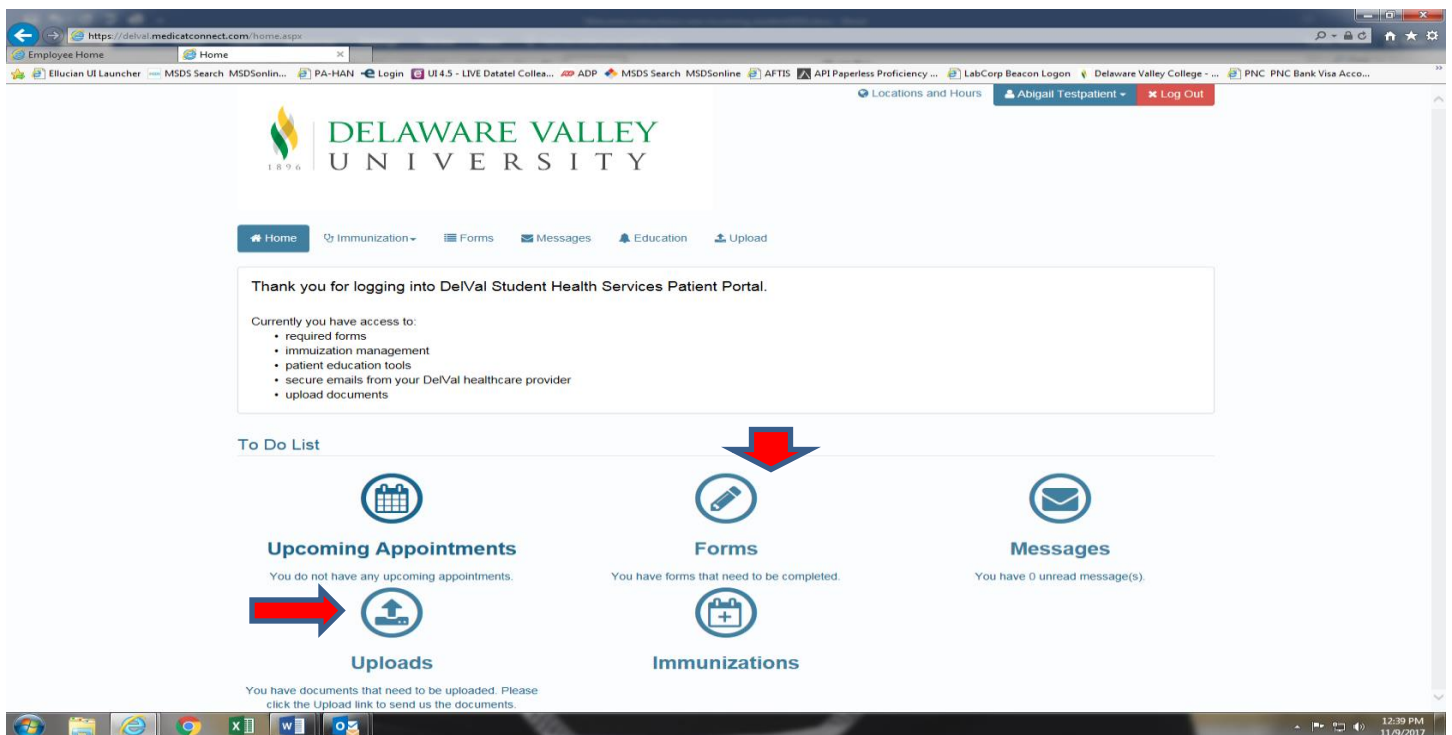 https://delval.medicatconnect.com/home.aspx
Employee Home Home
Ellucian UI Launcher MSDS Search MSDSonlin... PA-HAN Login UI 4.5 - LIVE Datatel Collea... ADP MSDS Search MSDSonline AFTIS API Paperless Proficiency ... LabCorp Beacon Logon Delaware Valley College - ... PNC PNC Bank Visa Acco...
Locations and Hours Abigail Testpatient Log Out
DELAWARE VALLEY
1896 UNIVERSITY
Home Immunization Forms Messages Education Upload
Thank you for logging into DelVal Student Health Services Patient Portal.
Currently you have access to:
• required forms
• immuization management
• patient education tools
• secure emails from your DelVal healthcare provider
• upload documents
To Do List
Upcoming Appointments Forms Messages
You do not have any upcoming appointments. You have forms that need to be completed. You have 0 unread message(s).
Uploads Immunizations
You have documents that need to be uploaded. Please
click the Upload link to send us the documents.
12:39 PM
11/9/2017